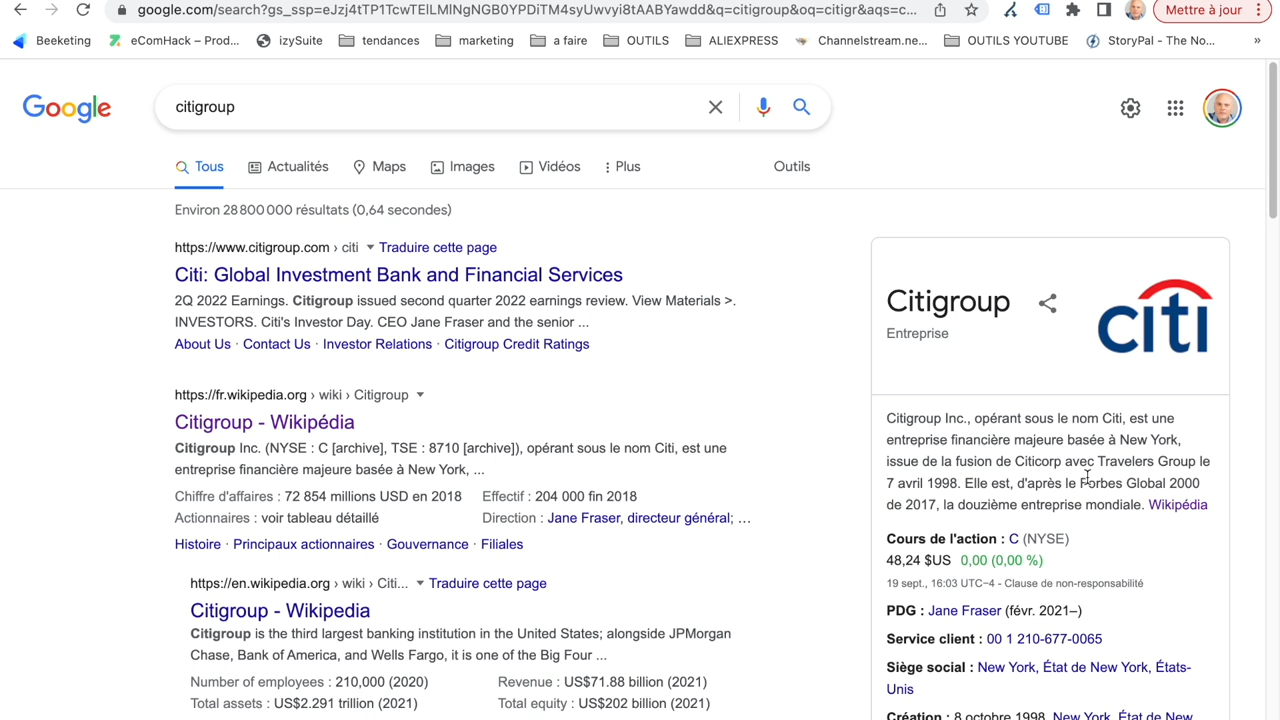 google.com/search?gs_ssp=eJzj4tTP1TcwTElLMlNgNGB0YPDiTM4syUwvyi8tAABYawdd&q=citigroup&oq=citigr&aqs=c...
Mettre à jour
Beeketing
eComHack – Prod...
izySuite
tendances
marketing
a faire
OUTILS
ALIEXPRESS
Channelstream.ne...
OUTILS YOUTUBE
StoryPal - The No...
»
Google
citigroup
Tous
Actualités
Maps
Images
Vidéos
Plus
Outils
Environ 28 800 000 résultats (0,64 secondes)
https://www.citigroup.com › citi
Traduire cette page
Citi: Global Investment Bank and Financial Services
2Q 2022 Earnings. Citigroup issued second quarter 2022 earnings review. View Materials >.
INVESTORS. Citi's Investor Day. CEO Jane Fraser and the senior ...
About Us · Contact Us · Investor Relations · Citigroup Credit Ratings
https://fr.wikipedia.org › wiki › Citigroup
Citigroup - Wikipédia
Citigroup Inc. (NYSE : C [archive], TSE : 8710 [archive]), opérant sous le nom Citi, est une
entreprise financière majeure basée à New York, ...
Chiffre d'affaires : 72 854 millions USD en 2018
Effectif : 204 000 fin 2018
Actionnaires : voir tableau détaillé
Direction : Jane Fraser, directeur général; ...
Histoire · Principaux actionnaires · Gouvernance · Filiales
https://en.wikipedia.org › wiki › Citi...
Traduire cette page
Citigroup - Wikipedia
Citigroup is the third largest banking institution in the United States; alongside JPMorgan
Chase, Bank of America, and Wells Fargo, it is one of the Big Four ...
Number of employees : 210,000 (2020)
Revenue : US$71.88 billion (2021)
Total assets : US$2.291 trillion (2021)
Total equity : US$202 billion (2021)
Citigroup
Entreprise
citi
Citigroup Inc., opérant sous le nom Citi, est une
entreprise financière majeure basée à New York,
issue de la fusion de Citicorp avec Travelers Group le
7 avril 1998. Elle est, d'après le Forbes Global 2000
de 2017, la douzième entreprise mondiale. Wikipédia
Cours de l'action : C (NYSE)
48,24 $US 0,00 (0,00 %)
19 sept., 16:03 UTC−4 - Clause de non-responsabilité
PDG : Jane Fraser (févr. 2021–)
Service client : 00 1 210-677-0065
Siège social : New York, État de New York, États-
Unis
Création : 8 octobre 1998, New York, État de New